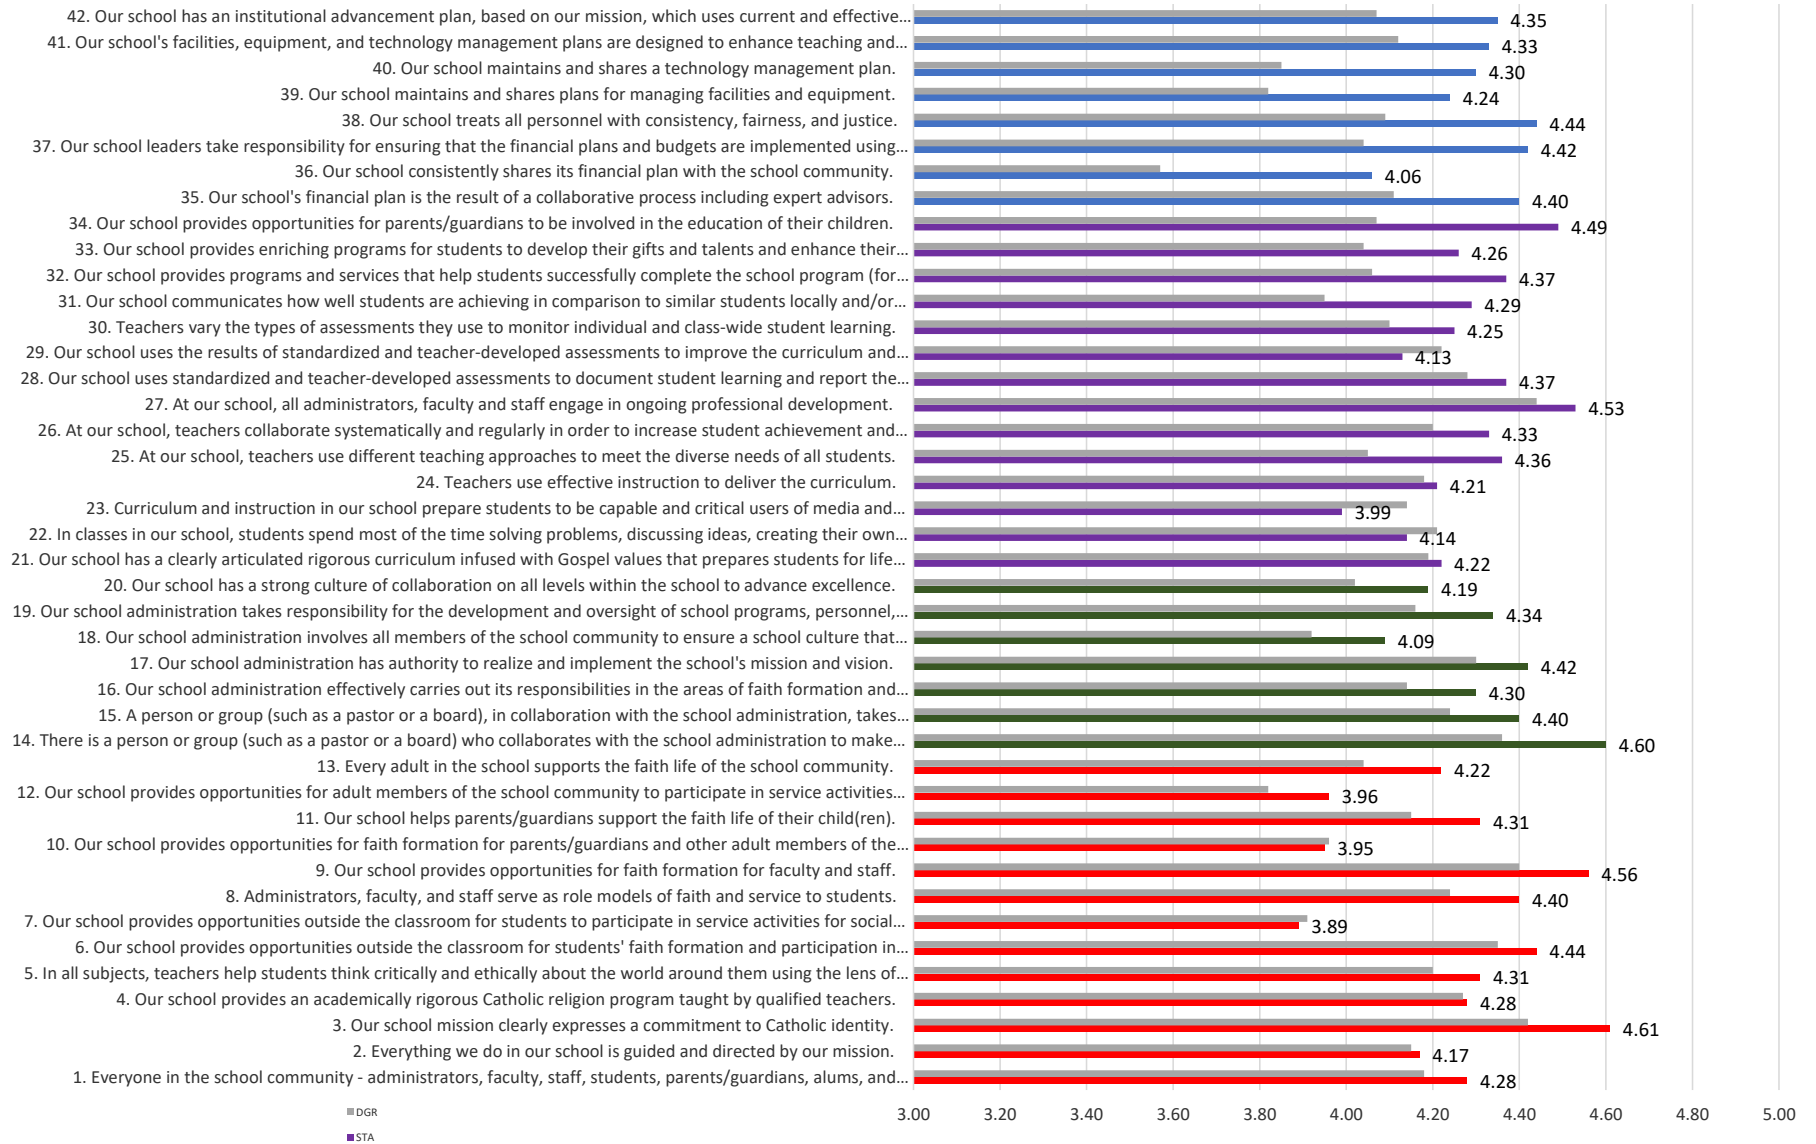 42. Our school has an institutional advancement plan, based on our mission, which uses current and effective… 4.35
41. Our school's facilities, equipment, and technology management plans are designed to enhance teaching and… 4.33
40. Our school maintains and shares a technology management plan. 4.30
39. Our school maintains and shares plans for managing facilities and equipment. 4.24
38. Our school treats all personnel with consistency, fairness, and justice. 4.44
37. Our school leaders take responsibility for ensuring that the financial plans and budgets are implemented using… 4.42
36. Our school consistently shares its financial plan with the school community. 4.06
35. Our school's financial plan is the result of a collaborative process including expert advisors. 4.40
34. Our school provides opportunities for parents/guardians to be involved in the education of their children. 4.49
33. Our school provides enriching programs for students to develop their gifts and talents and enhance their… 4.26
32. Our school provides programs and services that help students successfully complete the school program (for… 4.37
31. Our school communicates how well students are achieving in comparison to similar students locally and/or… 4.29
30. Teachers vary the types of assessments they use to monitor individual and class-wide student learning. 4.25
29. Our school uses the results of standardized and teacher-developed assessments to improve the curriculum and… 4.13
28. Our school uses standardized and teacher-developed assessments to document student learning and report the… 4.37
27. At our school, all administrators, faculty and staff engage in ongoing professional development. 4.53
26. At our school, teachers collaborate systematically and regularly in order to increase student achievement and… 4.33
25. At our school, teachers use different teaching approaches to meet the diverse needs of all students. 4.36
24. Teachers use effective instruction to deliver the curriculum. 4.21
23. Curriculum and instruction in our school prepare students to be capable and critical users of media and… 3.99
22. In classes in our school, students spend most of the time solving problems, discussing ideas, creating their own… 4.14
21. Our school has a clearly articulated rigorous curriculum infused with Gospel values that prepares students for life… 4.22
20. Our school has a strong culture of collaboration on all levels within the school to advance excellence. 4.19
19. Our school administration takes responsibility for the development and oversight of school programs, personnel,… 4.34
18. Our school administration involves all members of the school community to ensure a school culture that… 4.09
17. Our school administration has authority to realize and implement the school's mission and vision. 4.42
16. Our school administration effectively carries out its responsibilities in the areas of faith formation and… 4.30
15. A person or group (such as a pastor or a board), in collaboration with the school administration, takes… 4.40
14. There is a person or group (such as a pastor or a board) who collaborates with the school administration to make… 4.60
13. Every adult in the school supports the faith life of the school community. 4.22
12. Our school provides opportunities for adult members of the school community to participate in service activities… 3.96
11. Our school helps parents/guardians support the faith life of their child(ren). 4.31
10. Our school provides opportunities for faith formation for parents/guardians and other adult members of the… 3.95
9. Our school provides opportunities for faith formation for faculty and staff. 4.56
8. Administrators, faculty, and staff serve as role models of faith and service to students. 4.40
7. Our school provides opportunities outside the classroom for students to participate in service activities for social… 3.89
6. Our school provides opportunities outside the classroom for students' faith formation and participation in… 4.44
5. In all subjects, teachers help students think critically and ethically about the world around them using the lens of… 4.31
4. Our school provides an academically rigorous Catholic religion program taught by qualified teachers. 4.28
3. Our school mission clearly expresses a commitment to Catholic identity. 4.61
2. Everything we do in our school is guided and directed by our mission. 4.17
1. Everyone in the school community - administrators, faculty, staff, students, parents/guardians, alums, and… 4.28
3.00 3.20 3.40 3.60 3.80 4.00 4.20 4.40 4.60 4.80 5.00
DGR
STA